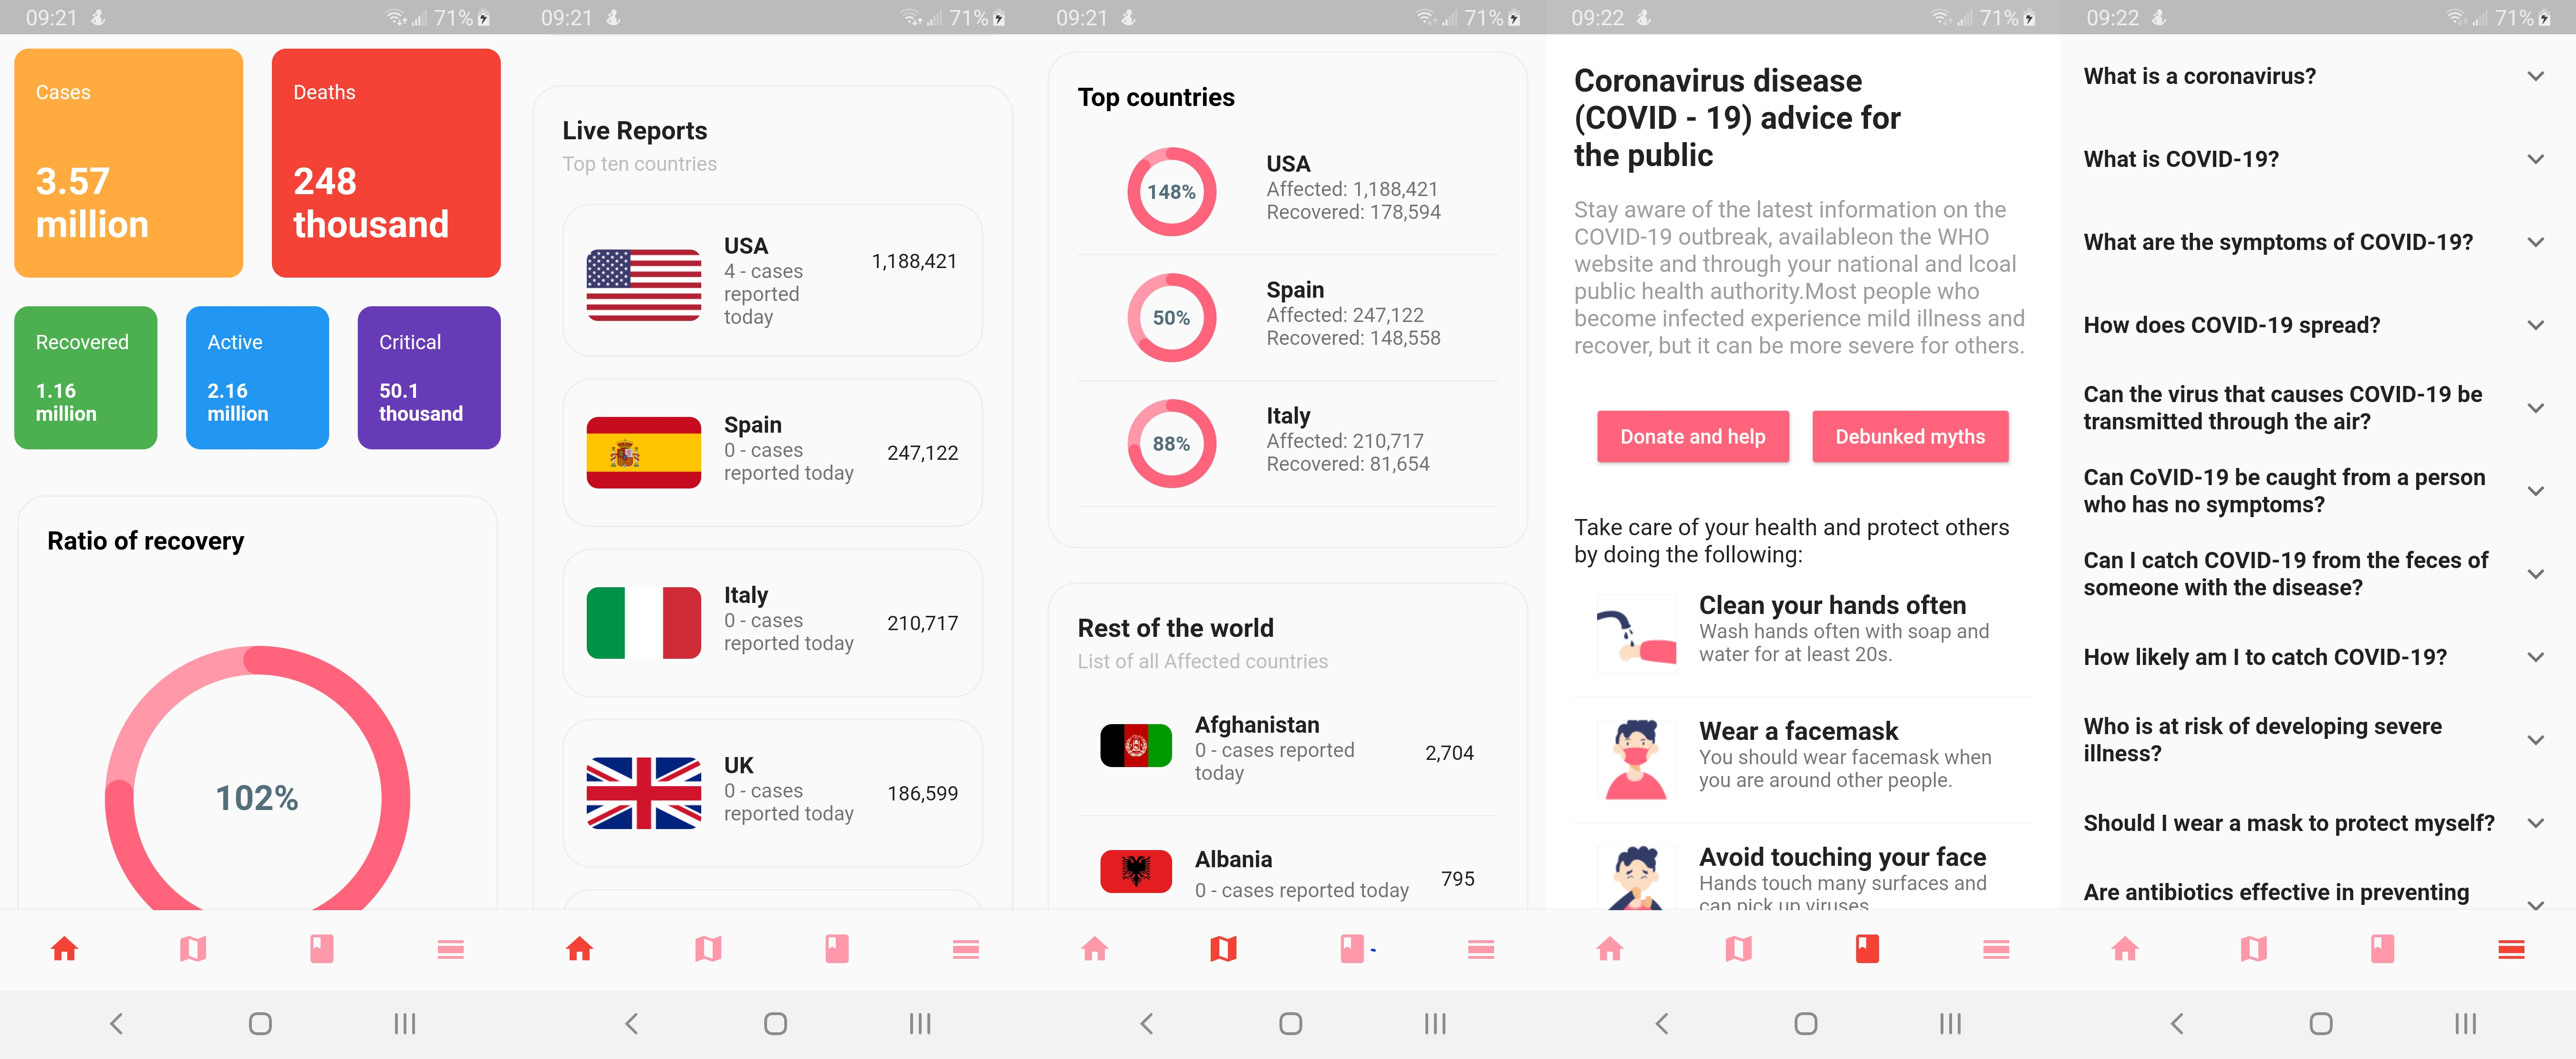 09:21
71%
Cases
3.57
million
Deaths
248
thousand
Recovered
1.16
million
Active
2.16
million
Critical
50.1
thousand
Ratio of recovery
102%
09:21
71%
Live Reports
Top ten countries
USA
4 - cases
reported
today
1,188,421
Spain
0 - cases
reported today
247,122
Italy
0 - cases
reported today
210,717
UK
0 - cases
reported today
186,599
09:21
71%
Top countries
148%
USA
Affected: 1,188,421
Recovered: 178,594
50%
Spain
Affected: 247,122
Recovered: 148,558
88%
Italy
Affected: 210,717
Recovered: 81,654
Rest of the world
List of all Affected countries
Afghanistan
0 - cases reported
today
2,704
Albania
0 - cases reported today
795
09:22
71%
Coronavirus disease
(COVID - 19) advice for
the public
Stay aware of the latest information on the
COVID-19 outbreak, availableon the WHO
website and through your national and lcoal
public health authority.Most people who
become infected experience mild illness and
recover, but it can be more severe for others.
Donate and help
Debunked myths
Take care of your health and protect others
by doing the following:
Clean your hands often
Wash hands often with soap and
water for at least 20s.
Wear a facemask
You should wear facemask when
you are around other people.
Avoid touching your face
Hands touch many surfaces and
can pick up viruses
09:22
71%
What is a coronavirus?
What is COVID-19?
What are the symptoms of COVID-19?
How does COVID-19 spread?
Can the virus that causes COVID-19 be
transmitted through the air?
Can CoVID-19 be caught from a person
who has no symptoms?
Can I catch COVID-19 from the feces of
someone with the disease?
How likely am I to catch COVID-19?
Who is at risk of developing severe
illness?
Should I wear a mask to protect myself?
Are antibiotics effective in preventing